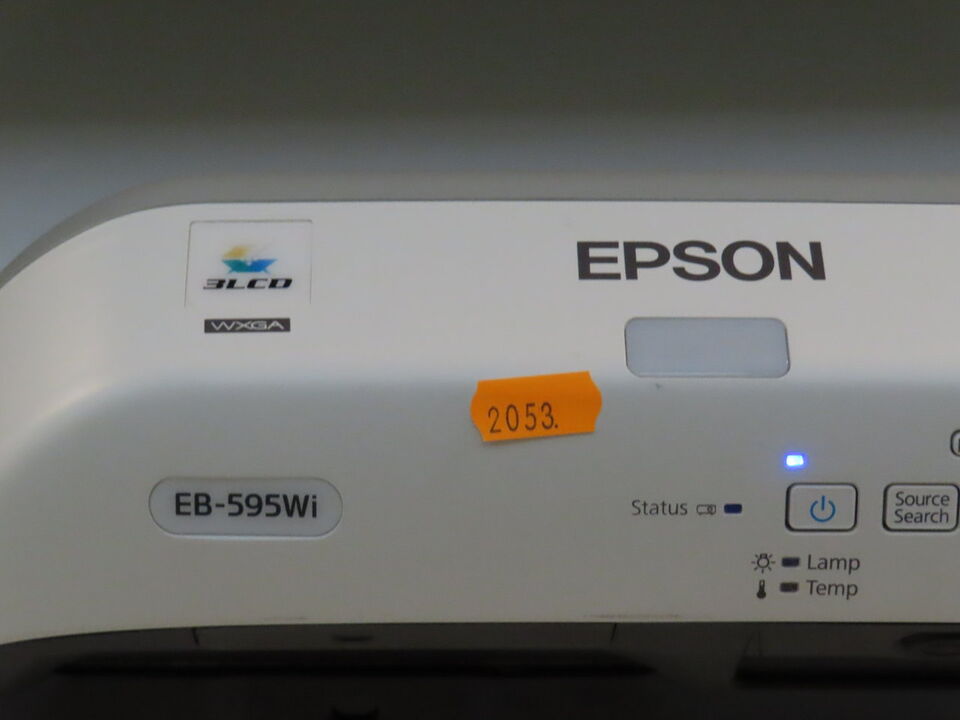 3LCD
WXGA
EPSON
2053.
EB-595Wi
Status
Source
Search
Lamp
Temp